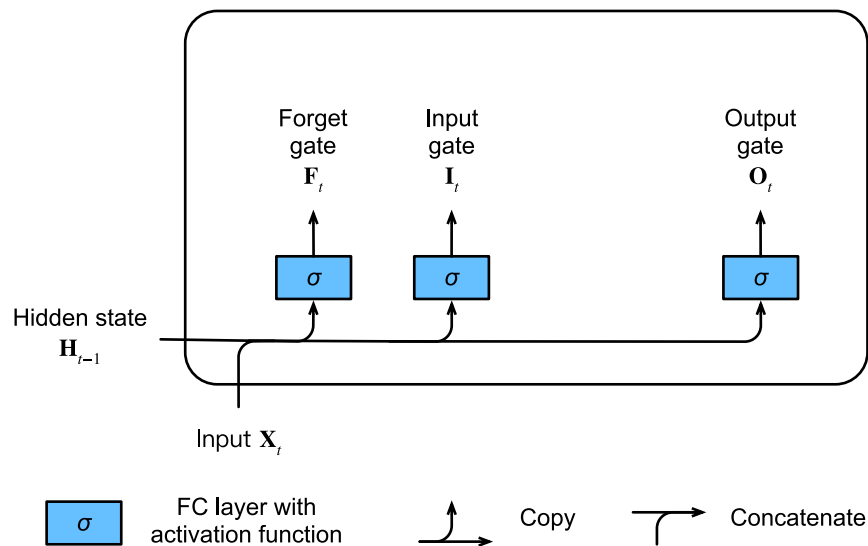 Forget gate F_t
Input gate I_t
Output gate O_t
σ
σ
σ
Hidden state H_{t−1}
Input X_t
σ
FC layer with activation function
Copy
Concatenate